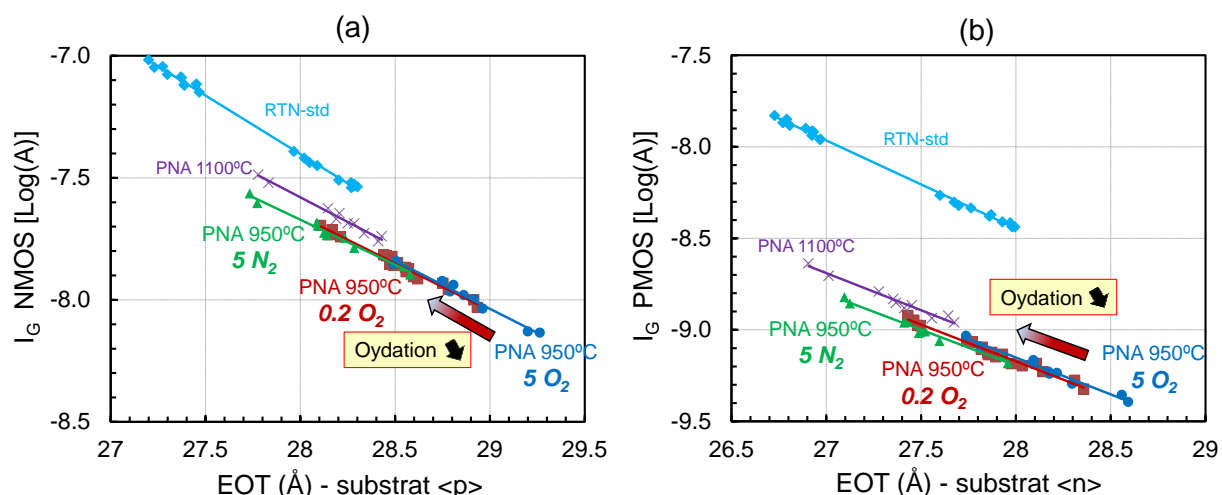 (a)
-7.0
-7.5
-8.0
-8.5
I_G NMOS [Log(A)]
RTN-std
PNA 1100ºC
PNA 950ºC
5 N₂
PNA 950ºC
0.2 O₂
Oydation
PNA 950ºC
5 O₂
27
27.5
28
28.5
29
29.5
EOT (Å) - substrat <p>
(b)
-7.5
-8.0
-8.5
-9.0
-9.5
I_G PMOS [Log(A)]
RTN-std
PNA 1100ºC
Oydation
PNA 950ºC
5 N₂
PNA 950ºC
0.2 O₂
PNA 950ºC
5 O₂
26.5
27
27.5
28
28.5
29
EOT (Å) - substrat <n>